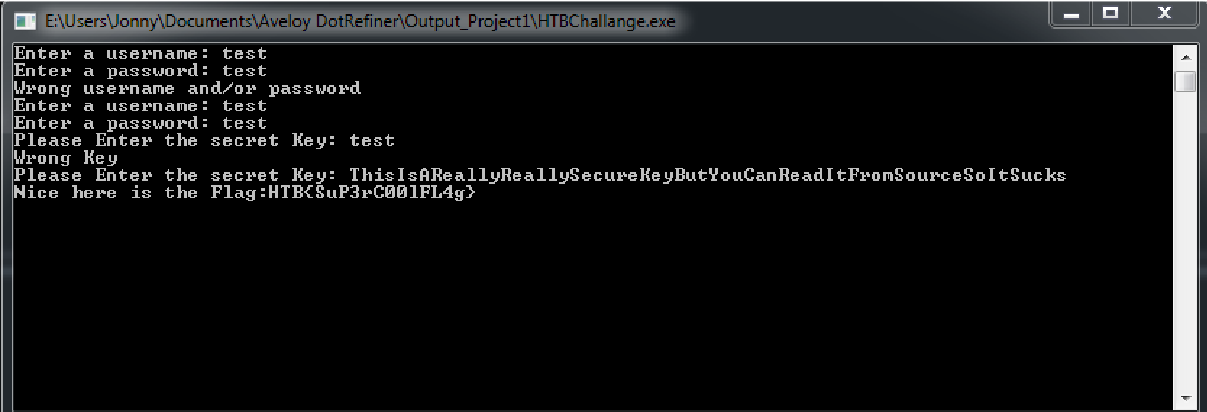 E:\Users\Jonny\Documents\Aveloy DotRefiner\Output_Project1\HTBChallange.exe
Enter a username: test
Enter a password: test
Wrong username and/or password
Enter a username: test
Enter a password: test
Please Enter the secret Key: test
Wrong Key
Please Enter the secret Key: ThisIsAReallyReallySecureKeyButYouCanReadItFromSourceSoItSucks
Nice here is the Flag:HTB{SuP3rC00lFL4g}